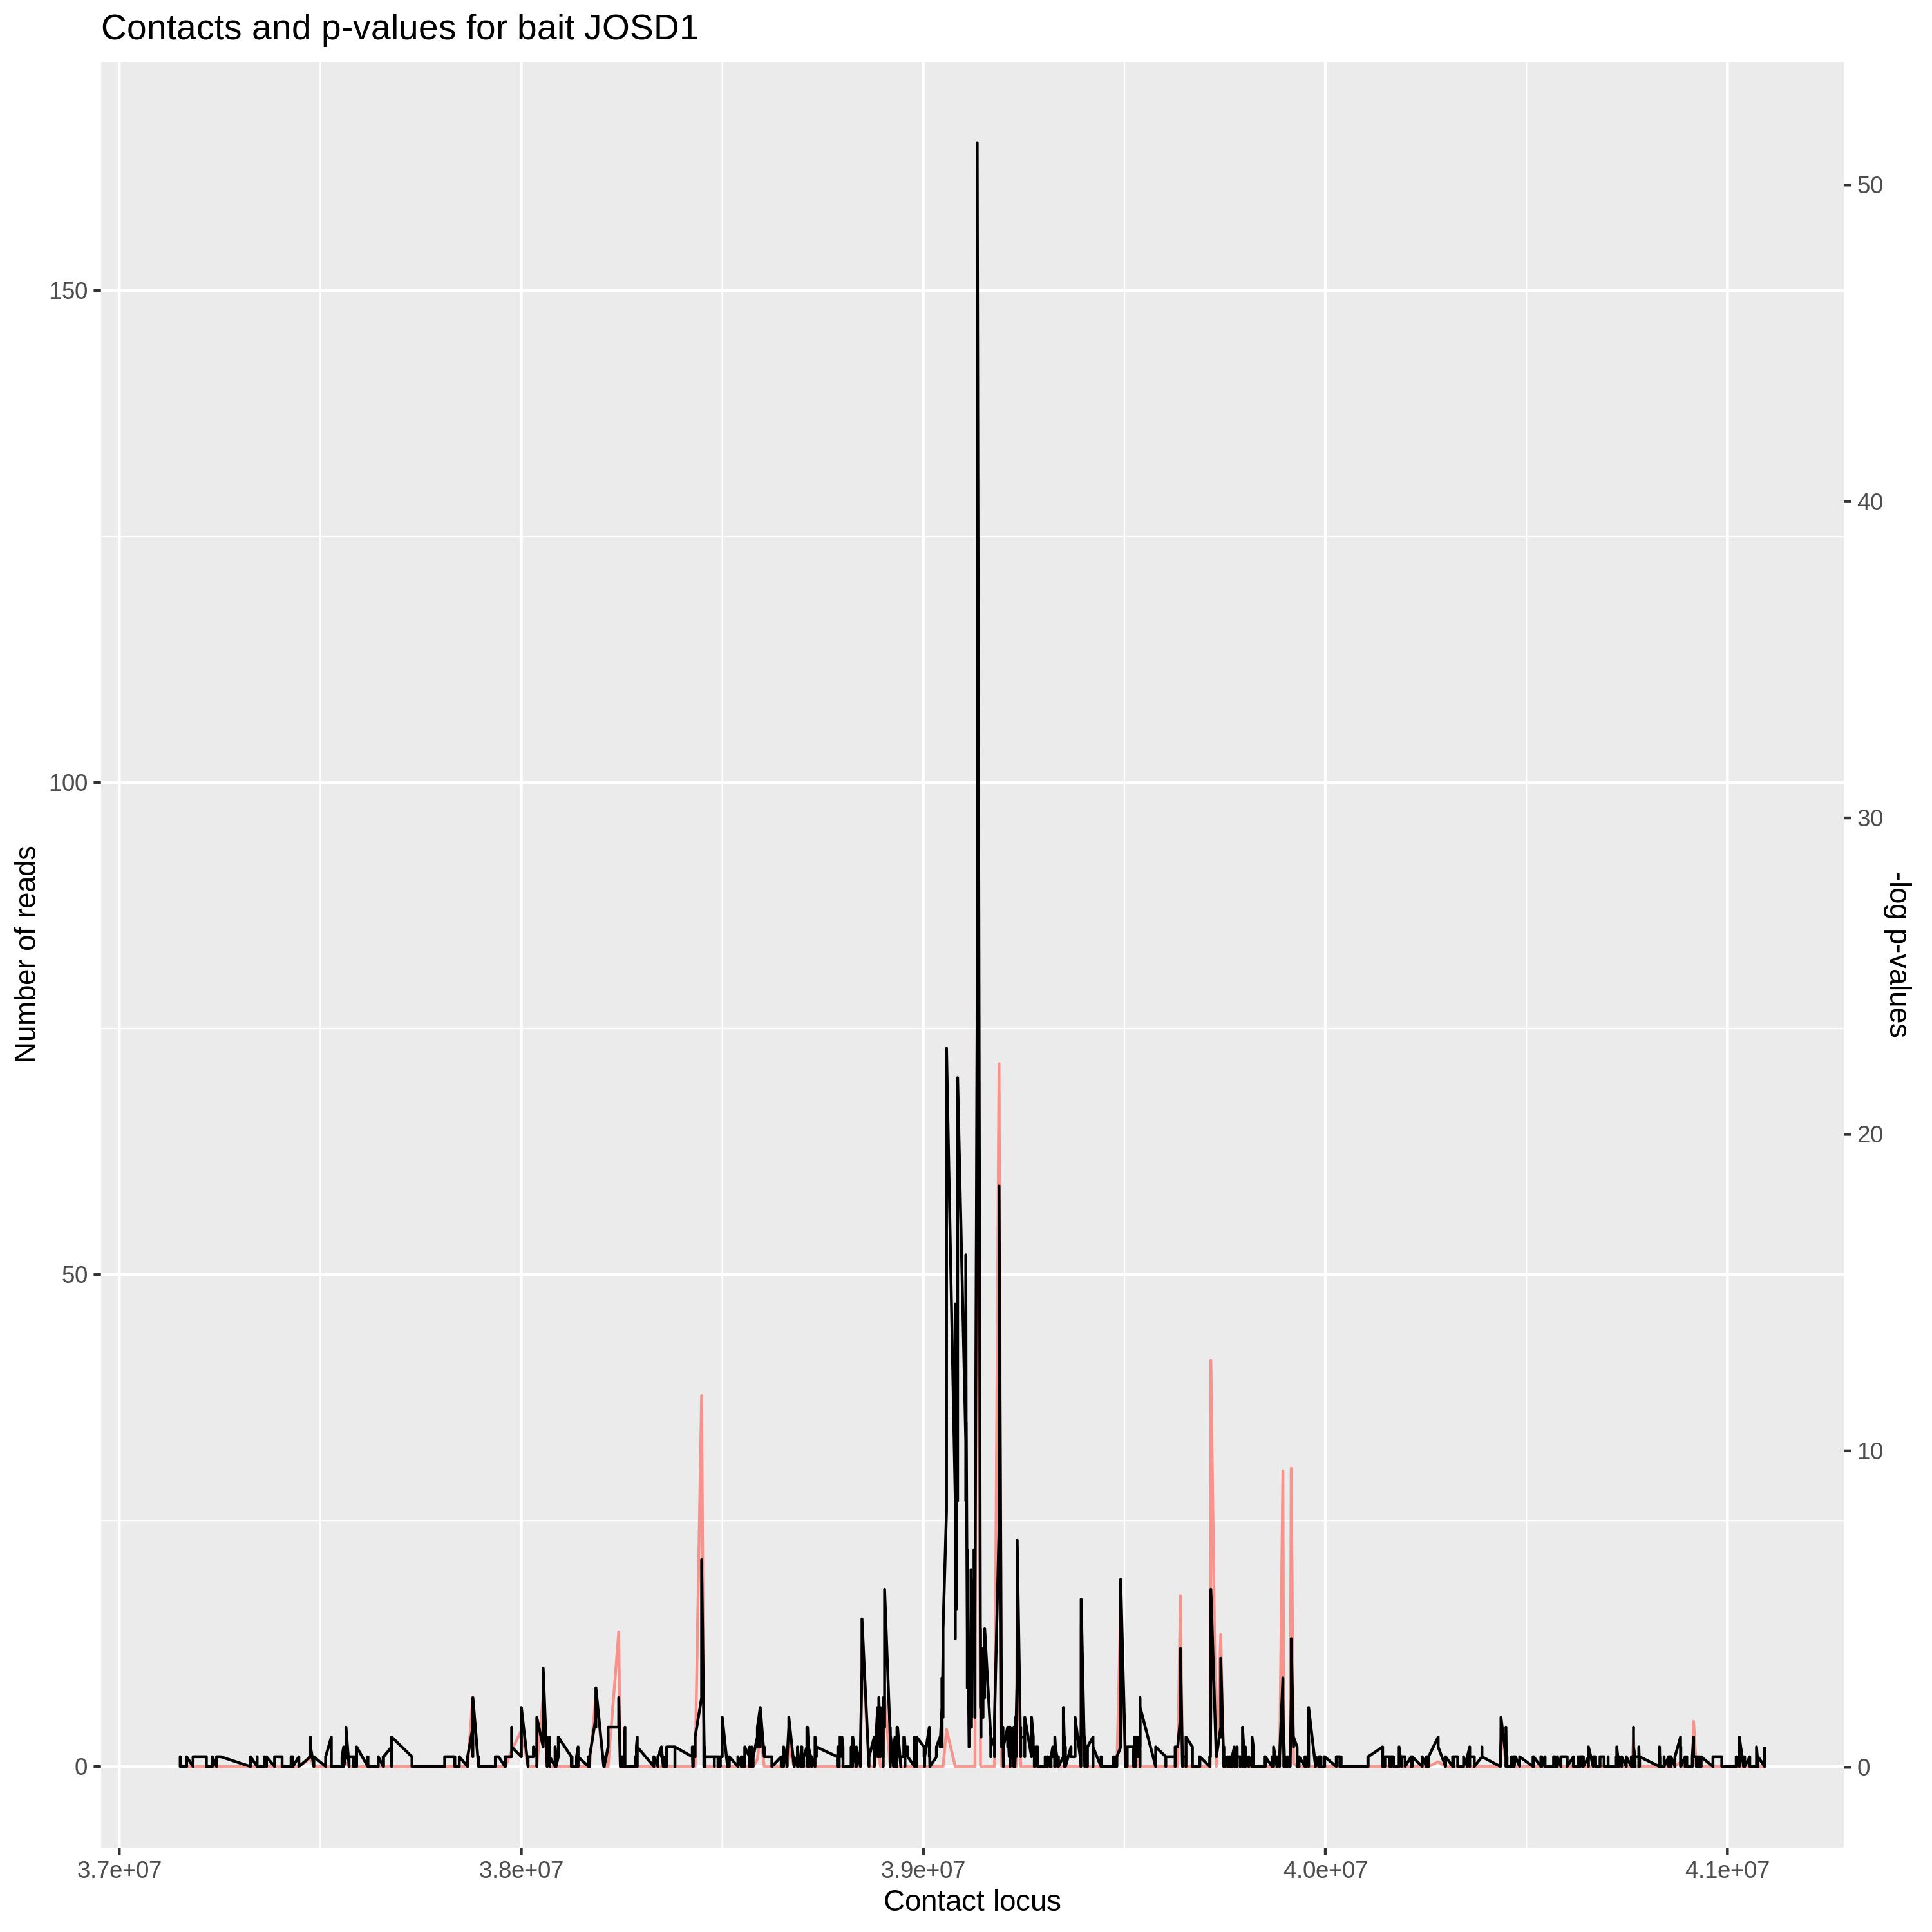 Contacts and p-values for bait JOSD1
150
100
50
0
Number of reads
50
40
30
20
10
0
-log p-values
3.7e+07
3.8e+07
3.9e+07
4.0e+07
4.1e+07
Contact locus